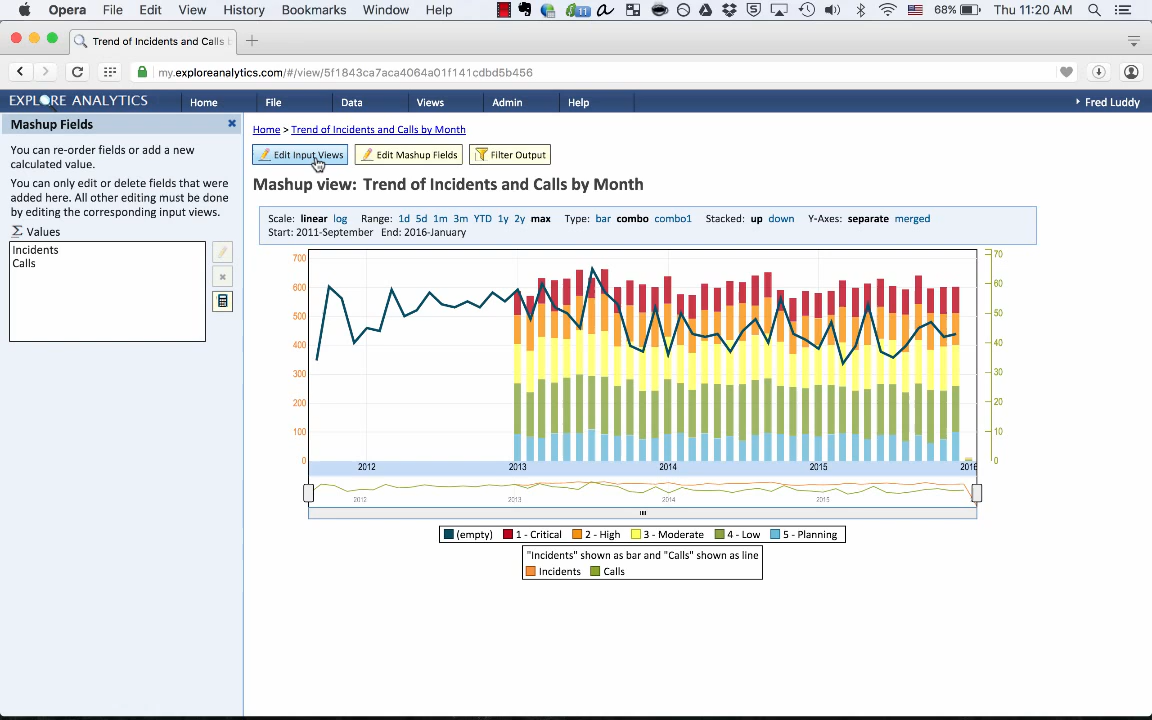 Opera File Edit View History Bookmarks Window Help
11 68% Thu 11:20 AM
Trend of Incidents and Calls
my.exploreanalytics.com/#/view/5f1843ca7aca4064a01f141cdbd5b456
EXPLORE ANALYTICS Home File Data Views Admin Help Fred Luddy
Mashup Fields
You can re-order fields or add a new
calculated value.
You can only edit or delete fields that were
added here. All other editing must be done
by editing the corresponding input views.
Σ Values
Incidents
Calls
Home > Trend of Incidents and Calls by Month
Edit Input Views Edit Mashup Fields Filter Output
Mashup view: Trend of Incidents and Calls by Month
Scale: linear log Range: 1d 5d 1m 3m YTD 1y 2y max Type: bar combo combo1 Stacked: up down Y-Axes: separate merged
Start: 2011-September End: 2016-January
700 70
600 60
500 50
400 40
300 30
200 20
100 10
0 0
2012 2013 2014 2015 2016
2012 2013 2014 2015
(empty) 1 - Critical 2 - High 3 - Moderate 4 - Low 5 - Planning
"Incidents" shown as bar and "Calls" shown as line
Incidents Calls